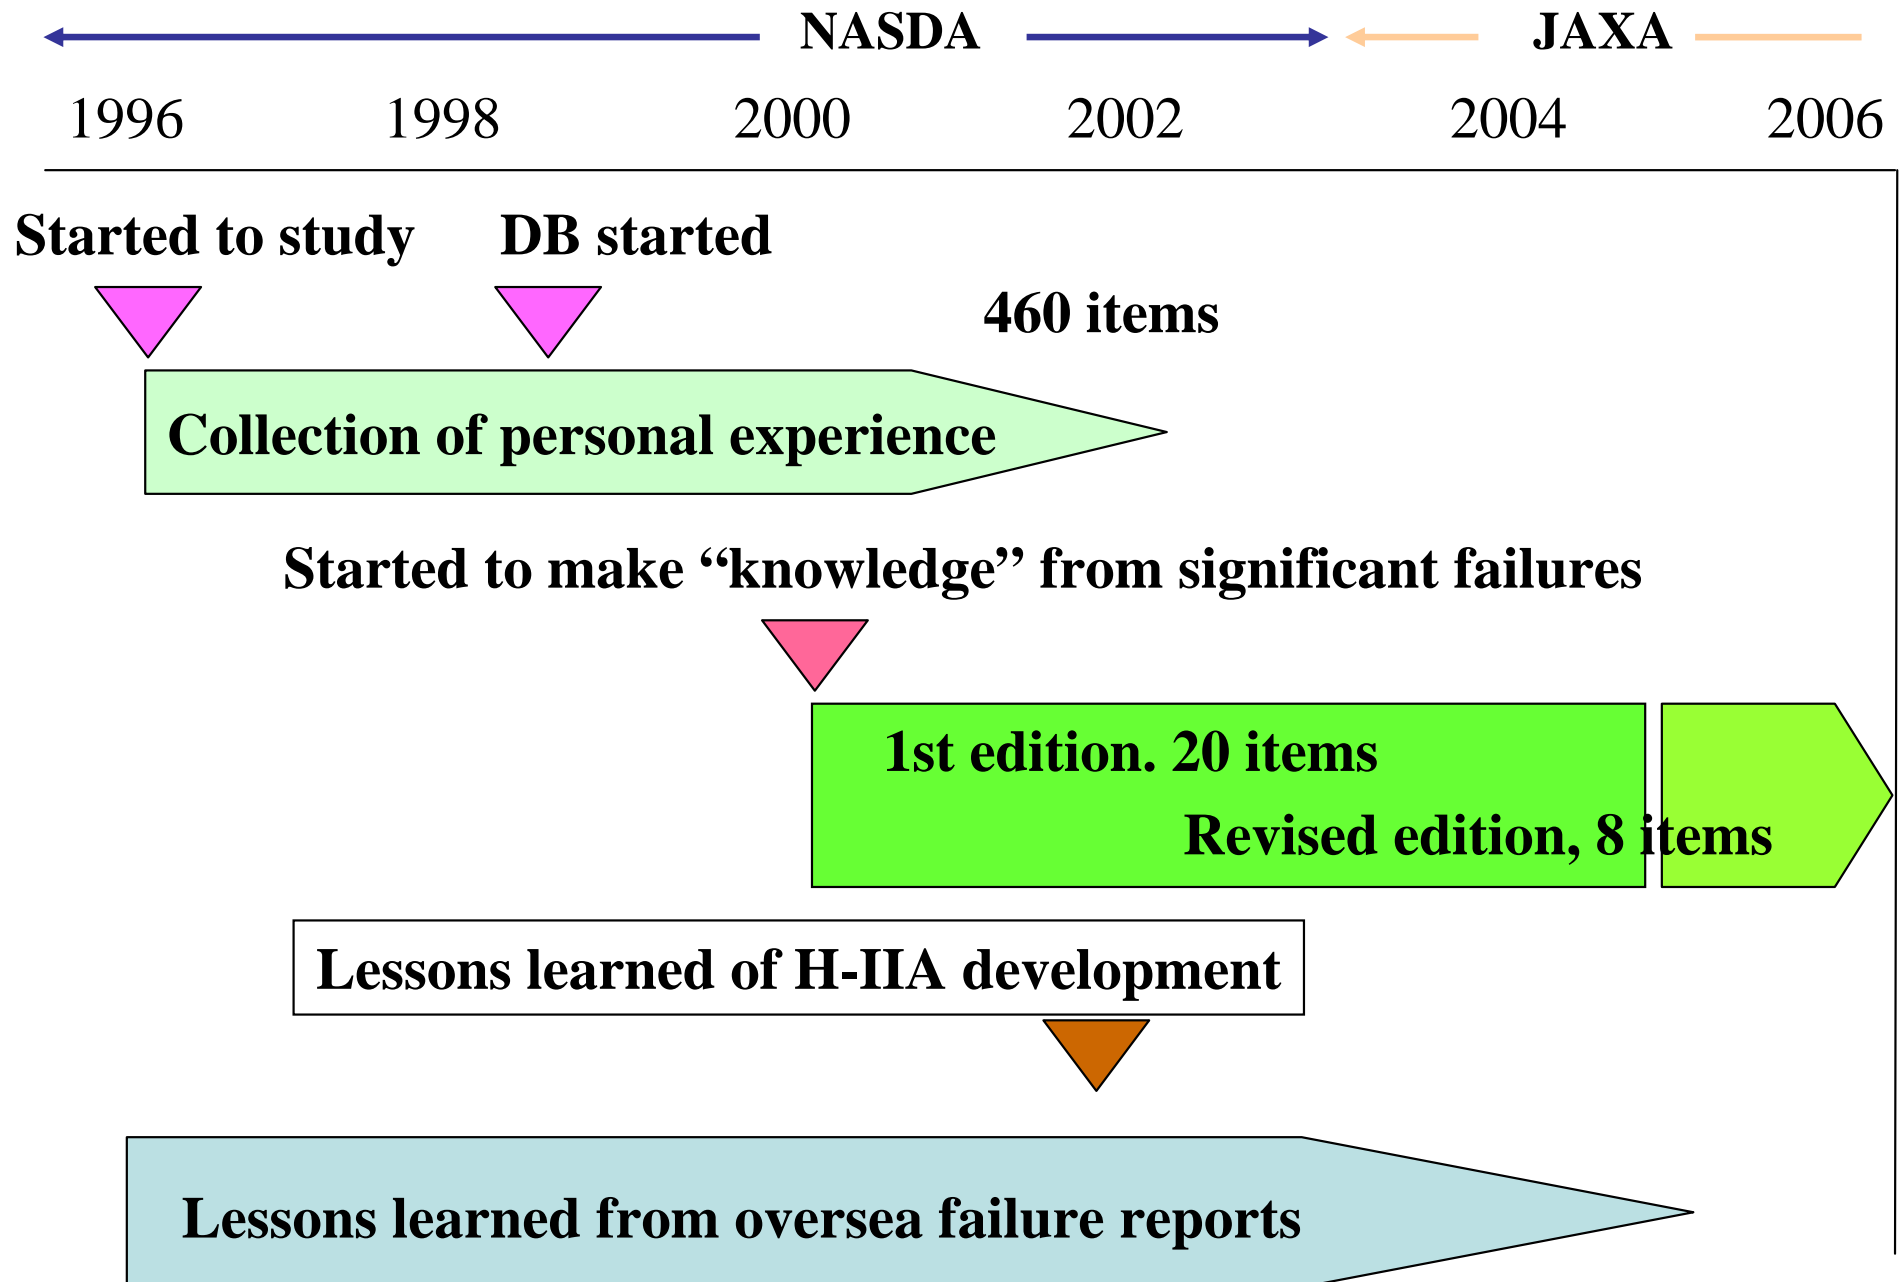 NASDA JAXA
1996 1998 2000 2002 2004 2006
Started to study DB started
460 items
Collection of personal experience
Started to make “knowledge” from significant failures
1st edition. 20 items
Revised edition, 8 items
Lessons learned of H-IIA development
Lessons learned from oversea failure reports